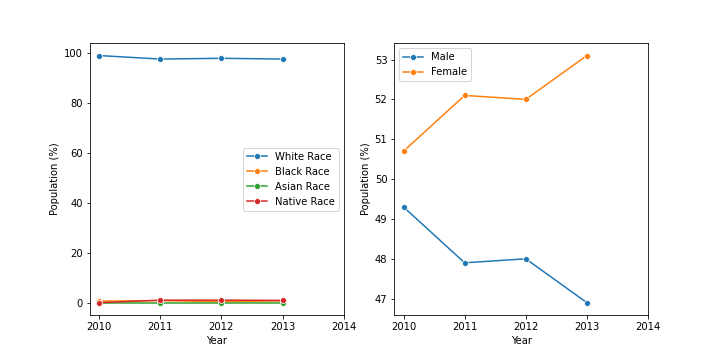 100
80
60
40
20
0
Population (%)
2010 2011 2012 2013 2014
Year
White Race
Black Race
Asian Race
Native Race
53
52
51
50
49
48
47
Population (%)
2010 2011 2012 2013 2014
Year
Male
Female